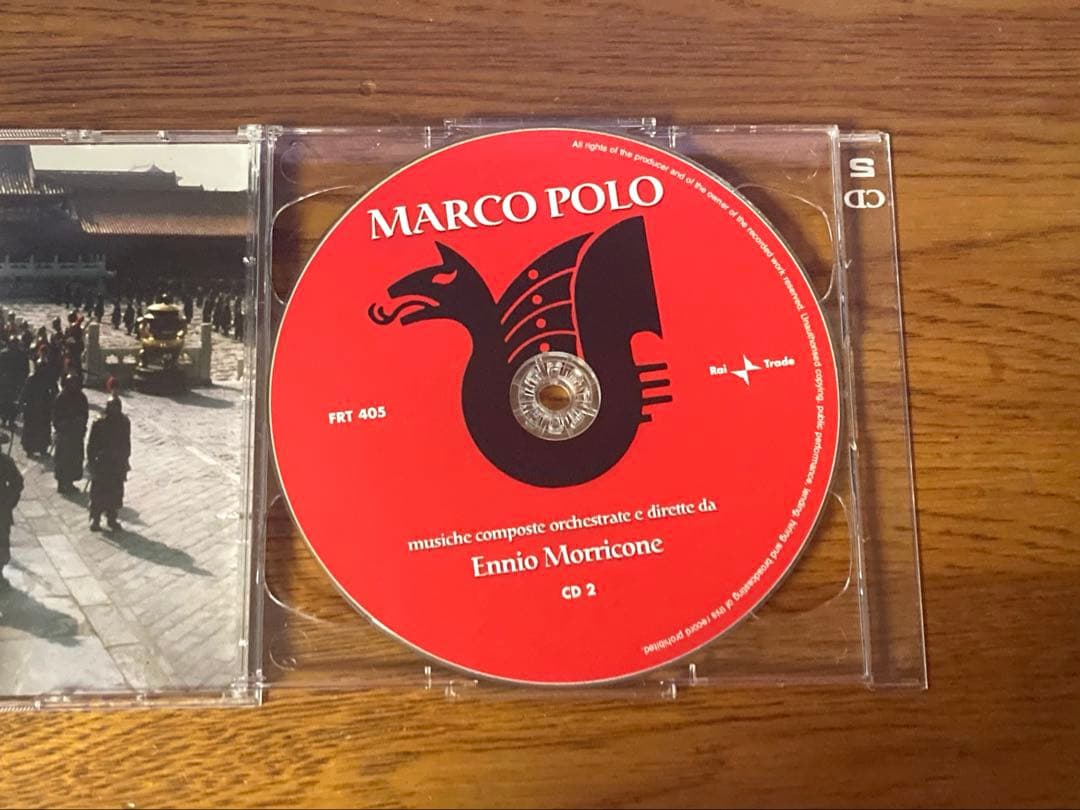 All rights of the producer and of the owner of the recorded work reserved. Unauthorised copying, public performance, lending, hiring and broadcasting of this record prohibited.
MARCO POLO
2 CD
Rai Trade
FRT 405
musiche composte orchestrate e dirette da
Ennio Morricone
CD 2